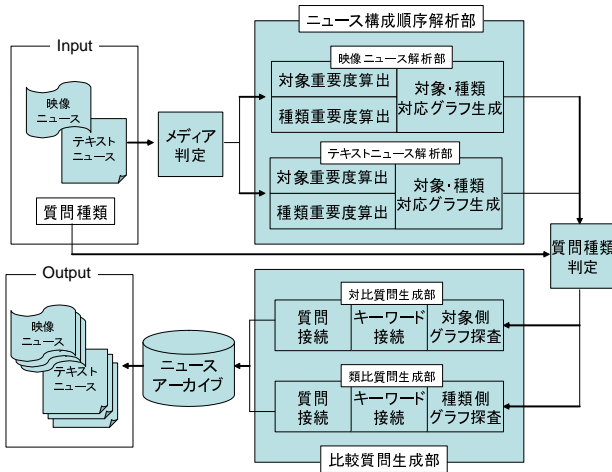 Input
映像
ニュース
テキスト
ニュース
質問種類
メディア
判定
ニュース構成順序解析部
映像ニュース解析部
対象重要度算出
種類重要度算出
対象・種類
対応グラフ生成
テキストニュース解析部
対象重要度算出
種類重要度算出
対象・種類
対応グラフ生成
質問種類
判定
Output
映像
ニュース
テキスト
ニュース
ニュース
アーカイブ
対比質問生成部
質問
接続
キーワード
接続
対象側
グラフ探査
類比質問生成部
質問
接続
キーワード
接続
種類側
グラフ探査
比較質問生成部